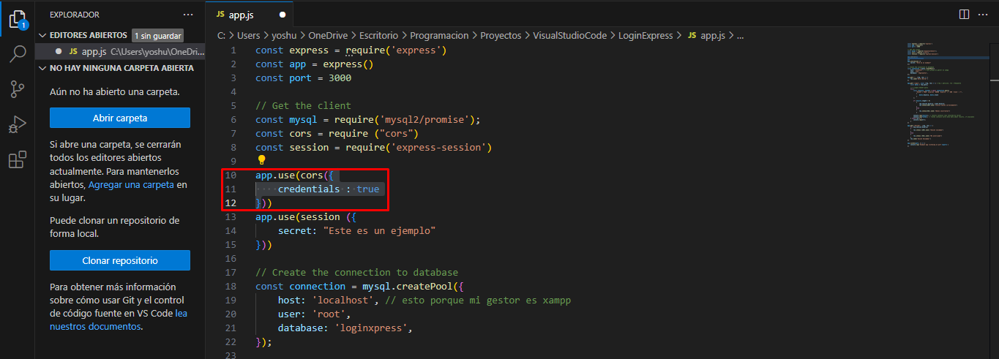 EXPLORADOR
EDITORES ABIERTOS 1 sin guardar
JS app.js C:\Users\yoshu\OneDri...
NO HAY NINGUNA CARPETA ABIERTA
Aún no ha abierto una carpeta.
Abrir carpeta
Si abre una carpeta, se cerrarán
todos los editores abiertos
actualmente. Para mantenerlos
abiertos, Agregar una carpeta en
su lugar.
Puede clonar un repositorio de
forma local.
Clonar repositorio
Para obtener más información
sobre cómo usar Git y el control
de código fuente en VS Code lea
nuestros documentos.
1
JS app.js
C: > Users > yoshu > OneDrive > Escritorio > Programacion > Proyectos > VisualStudioCode > LoginExpress > JS app.js > ...
1 const express = require('express')
2 const app = express()
3 const port = 3000
4
5 // Get the client
6 const mysql = require('mysql2/promise');
7 const cors = require ("cors")
8 const session = require('express-session')
9
10 app.use(cors({
11 credentials : true
12 }))
13 app.use(session ({
14 secret: "Este es un ejemplo"
15 }))
16
17 // Create the connection to database
18 const connection = mysql.createPool({
19 host: 'localhost', // esto porque mi gestor es xampp
20 user: 'root',
21 database: 'loginxpress',
22 });
23